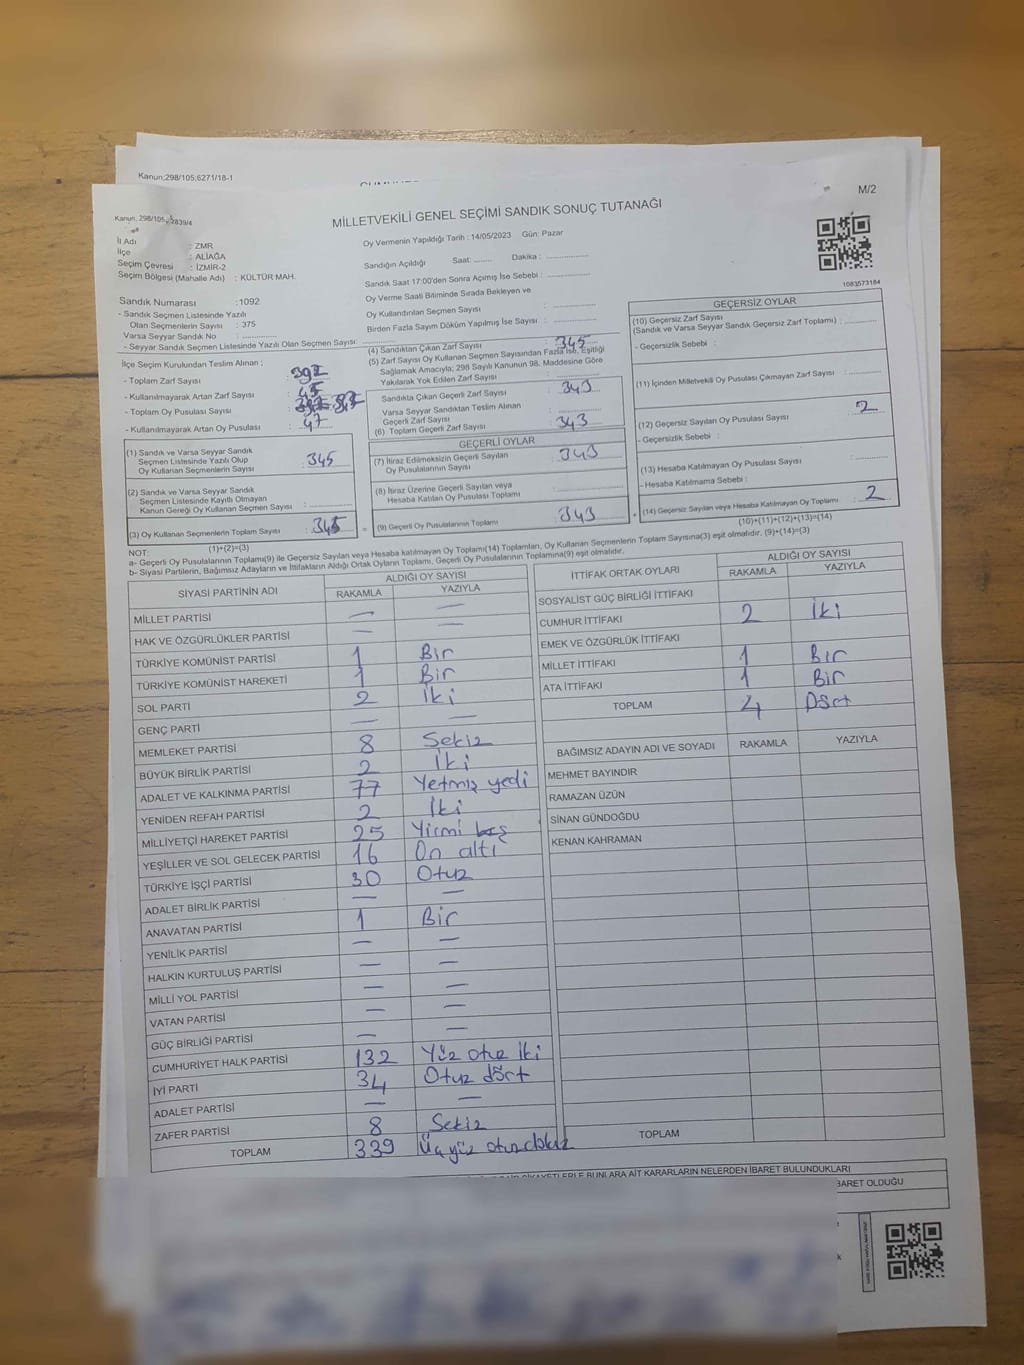 Kanun;298/105;6271/18-1
M/2
Kanun, 298/105,
MİLLETVEKİLİ GENEL SEÇİMİ SANDIK SONUÇ TUTANAĞI
İl Adı : ZMR
İlçe : ALİAĞA
Seçim Çevresi : İZMİR-2
Seçim Bölgesi (Mahalle Adı) : KÜLTÜR MAH.
Oy Vermenin Yapıldığı Tarih : 14/05/2023 Gün: Pazar
Sandığın Açıldığı Saat: Dakika :
Sandık Saat 17:00'den Sonra Açımış İse Sebebi :
Oy Verme Saati Bitiminde Sırada Bekleyen ve
Oy Kullandırılan Seçmen Sayısı :
Birden Fazla Sayım Döküm Yapılmış İse Sayısı :
1083573184
Sandık Numarası :1092
- Sandık Seçmen Listesinde Yazılı
Olan Seçmenlerin Sayısı : 375
Varsa Seyyar Sandık No :
- Seyyar Sandık Seçmen Listesinde Yazılı Olan Seçmen Sayısı:
İlçe Seçim Kurulundan Teslim Alınan :
- Toplam Zarf Sayısı : 392
- Kullanılmayarak Artan Zarf Sayısı :
- Toplam Oy Pusulası Sayısı :
- Kullanılmayarak Artan Oy Pusulası : 47
(1) Sandık ve Varsa Seyyar Sandık
Seçmen Listesinde Yazılı Olup
Oy Kullanan Seçmenlerin Sayısı : 345
(2) Sandık ve Varsa Seyyar Sandık
Seçmen Listesinde Kayıtlı Olmayan
Kanun Gereği Oy Kullanan Seçmen Sayısı :
(3) Oy Kullanan Seçmenlerin Toplam Sayısı : 345
(1)+(2)=(3)
(4) Sandıktan Çıkan Zarf Sayısı : 345
(5) Zarf Sayısı Oy Kullanan Seçmen Sayısından Fazla İse, Eşitliği
Sağlamak Amacıyla; 298 Sayılı Kanunun 98. Maddesine Göre
Yakılarak Yok Edilen Zarf Sayısı :
Sandıkta Çıkan Geçerli Zarf Sayısı : 343
Varsa Seyyar Sandıktan Teslim Alınan
Geçerli Zarf Sayısı :
(6) Toplam Geçerli Zarf Sayısı : 343
GEÇERLİ OYLAR
(7) İtiraz Edilmeksizin Geçerli Sayılan
Oy Pusulalarının Sayısı : 343
(8) İtiraz Üzerine Geçerli Sayılan veya
Hesaba Katılan Oy Pusulası Toplamı :
= (9) Geçerli Oy Pusulalarının Toplamı : 343
GEÇERSİZ OYLAR
(10) Geçersiz Zarf Sayısı
(Sandık ve Varsa Seyyar Sandık Geçersiz Zarf Toplamı) :
- Geçersizlik Sebebi :
(11) İçinden Milletvekili Oy Pusulası Çıkmayan Zarf Sayısı :
(12) Geçersiz Sayılan Oy Pusulası Sayısı : 2
- Geçersizlik Sebebi :
(13) Hesaba Katılmayan Oy Pusulası Sayısı :
- Hesaba Katılmama Sebebi :
+ (14) Geçersiz Sayılan veya Hesaba Katılmayan Oy Toplamı : 2
(10)+(11)+(12)+(13)=(14)
NOT:
a- Geçerli Oy Pusulalarının Toplamı(9) ile Geçersiz Sayılan veya Hesaba katılmayan Oy Toplamı(14) Toplamları, Oy Kullanan Seçmenlerin Toplam Sayısına(3) eşit olmalıdır. (9)+(14)=(3)
b- Siyasi Partilerin, Bağımsız Adayların ve İttifakların Aldığı Ortak Oyların Toplamı, Geçerli Oy Pusulalarının Toplamına(9) eşit olmalıdır.
SİYASİ PARTİNİN ADI ALDIĞI OY SAYISI
RAKAMLA YAZIYLA
MİLLET PARTİSİ — —
HAK VE ÖZGÜRLÜKLER PARTİSİ — —
TÜRKİYE KOMÜNİST PARTİSİ 1 Bir
TÜRKİYE KOMÜNİST HAREKETİ 1 Bir
SOL PARTİ 2 İki
GENÇ PARTİ — —
MEMLEKET PARTİSİ 8 Sekiz
BÜYÜK BİRLİK PARTİSİ 2 İki
ADALET VE KALKINMA PARTİSİ 77 Yetmiş yedi
YENİDEN REFAH PARTİSİ 2 İki
MİLLİYETÇİ HAREKET PARTİSİ 25 Yirmi beş
YEŞİLLER VE SOL GELECEK PARTİSİ 16 On altı
TÜRKİYE İŞÇİ PARTİSİ 30 Otuz
ADALET BİRLİK PARTİSİ — —
ANAVATAN PARTİSİ 1 Bir
YENİLİK PARTİSİ — —
HALKIN KURTULUŞ PARTİSİ — —
MİLLİ YOL PARTİSİ — —
VATAN PARTİSİ — —
GÜÇ BİRLİĞİ PARTİSİ — —
CUMHURİYET HALK PARTİSİ 132 Yüz otuz iki
İYİ PARTİ 34 Otuz dört
ADALET PARTİSİ — —
ZAFER PARTİSİ 8 Sekiz
TOPLAM 339 Üçyüz otuzdokuz
İTTİFAK ORTAK OYLARI ALDIĞI OY SAYISI
RAKAMLA YAZIYLA
SOSYALİST GÜÇ BİRLİĞİ İTTİFAKI
CUMHUR İTTİFAKI 2 İki
EMEK VE ÖZGÜRLÜK İTTİFAKI
MİLLET İTTİFAKI 1 Bir
ATA İTTİFAKI 1 Bir
TOPLAM 4 Dört
BAĞIMSIZ ADAYIN ADI VE SOYADI RAKAMLA YAZIYLA
MEHMET BAYINDIR
RAMAZAN ÜZÜN
SİNAN GÜNDOĞDU
KENAN KAHRAMAN
TOPLAM
ARA AİT KARARLARIN NELERDEN İBARET BULUNDUKLARI
BARET OLDUĞU